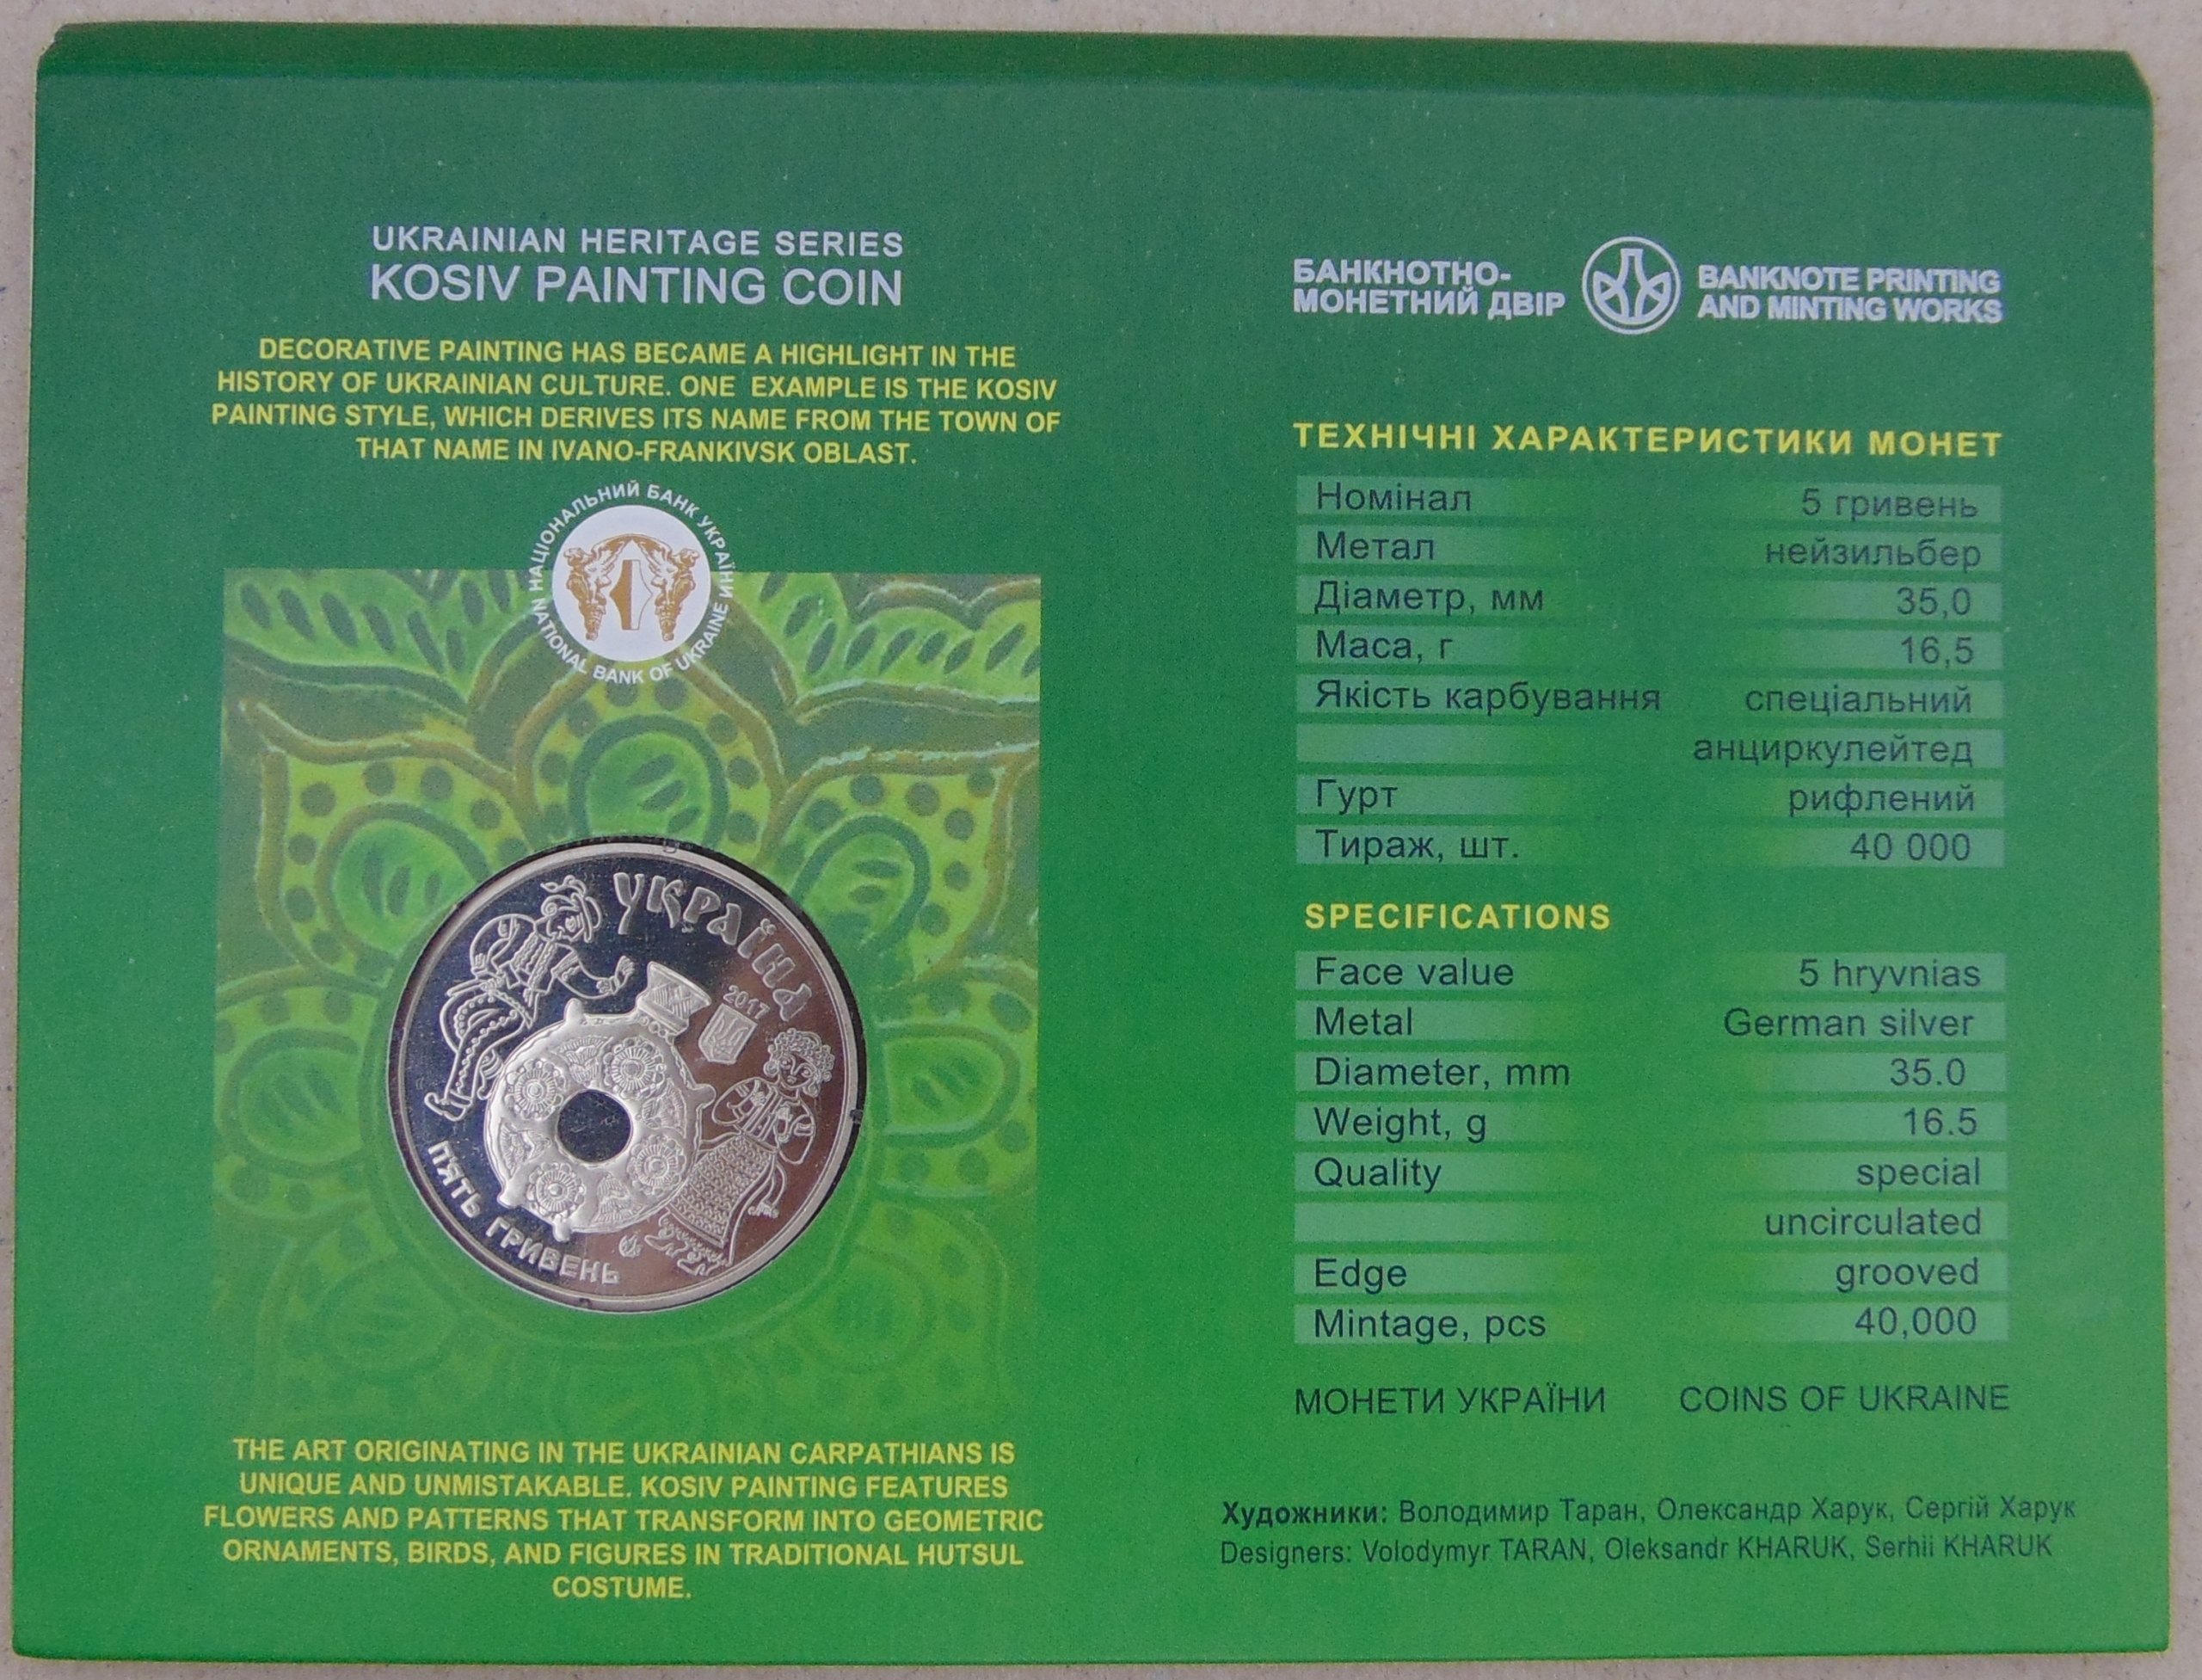 UKRAINIAN HERITAGE SERIES
KOSIV PAINTING COIN
DECORATIVE PAINTING HAS BECAME A HIGHLIGHT IN THE
HISTORY OF UKRAINIAN CULTURE. ONE EXAMPLE IS THE KOSIV
PAINTING STYLE, WHICH DERIVES ITS NAME FROM THE TOWN OF
THAT NAME IN IVANO-FRANKIVSK OBLAST.
НАЦІОНАЛЬНИЙ БАНК УКРАЇНИ
NATIONAL BANK OF UKRAINE
УКРАЇНА
2017
П'ЯТЬ ГРИВЕНЬ
THE ART ORIGINATING IN THE UKRAINIAN CARPATHIANS IS
UNIQUE AND UNMISTAKABLE. KOSIV PAINTING FEATURES
FLOWERS AND PATTERNS THAT TRANSFORM INTO GEOMETRIC
ORNAMENTS, BIRDS, AND FIGURES IN TRADITIONAL HUTSUL
COSTUME.
БАНКНОТНО-
МОНЕТНИЙ ДВІР
BANKNOTE PRINTING
AND MINTING WORKS
ТЕХНІЧНІ ХАРАКТЕРИСТИКИ МОНЕТ
Номінал 5 гривень
Метал нейзильбер
Діаметр, мм 35,0
Маса, г 16,5
Якість карбування спеціальний
анциркулейтед
Гурт рифлений
Тираж, шт. 40 000
SPECIFICATIONS
Face value 5 hryvnias
Metal German silver
Diameter, mm 35.0
Weight, g 16.5
Quality special
uncirculated
Edge grooved
Mintage, pcs 40,000
МОНЕТИ УКРАЇНИ COINS OF UKRAINE
Художники: Володимир Таран, Олександр Харук, Сергій Харук
Designers: Volodymyr TARAN, Oleksandr KHARUK, Serhii KHARUK